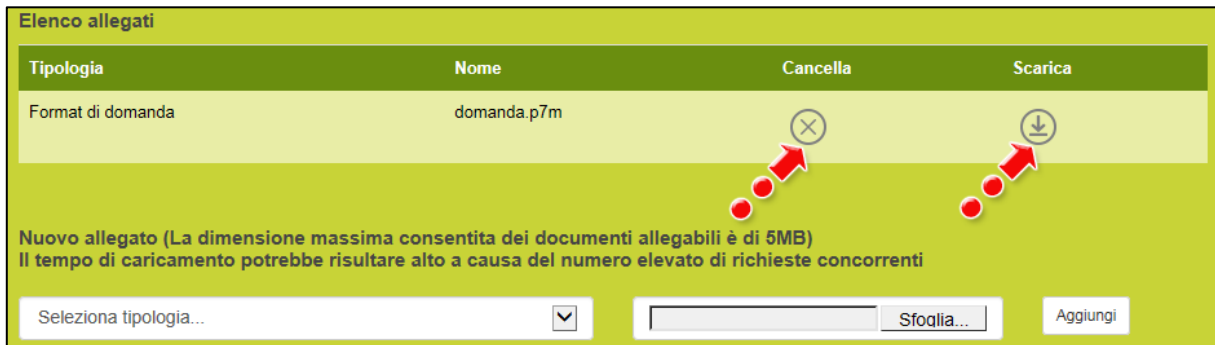 Elenco allegati
Tipologia Nome Cancella Scarica
Format di domanda domanda.p7m
Nuovo allegato (La dimensione massima consentita dei documenti allegabili è di 5MB)
Il tempo di caricamento potrebbe risultare alto a causa del numero elevato di richieste concorrenti
Seleziona tipologia... Sfoglia... Aggiungi